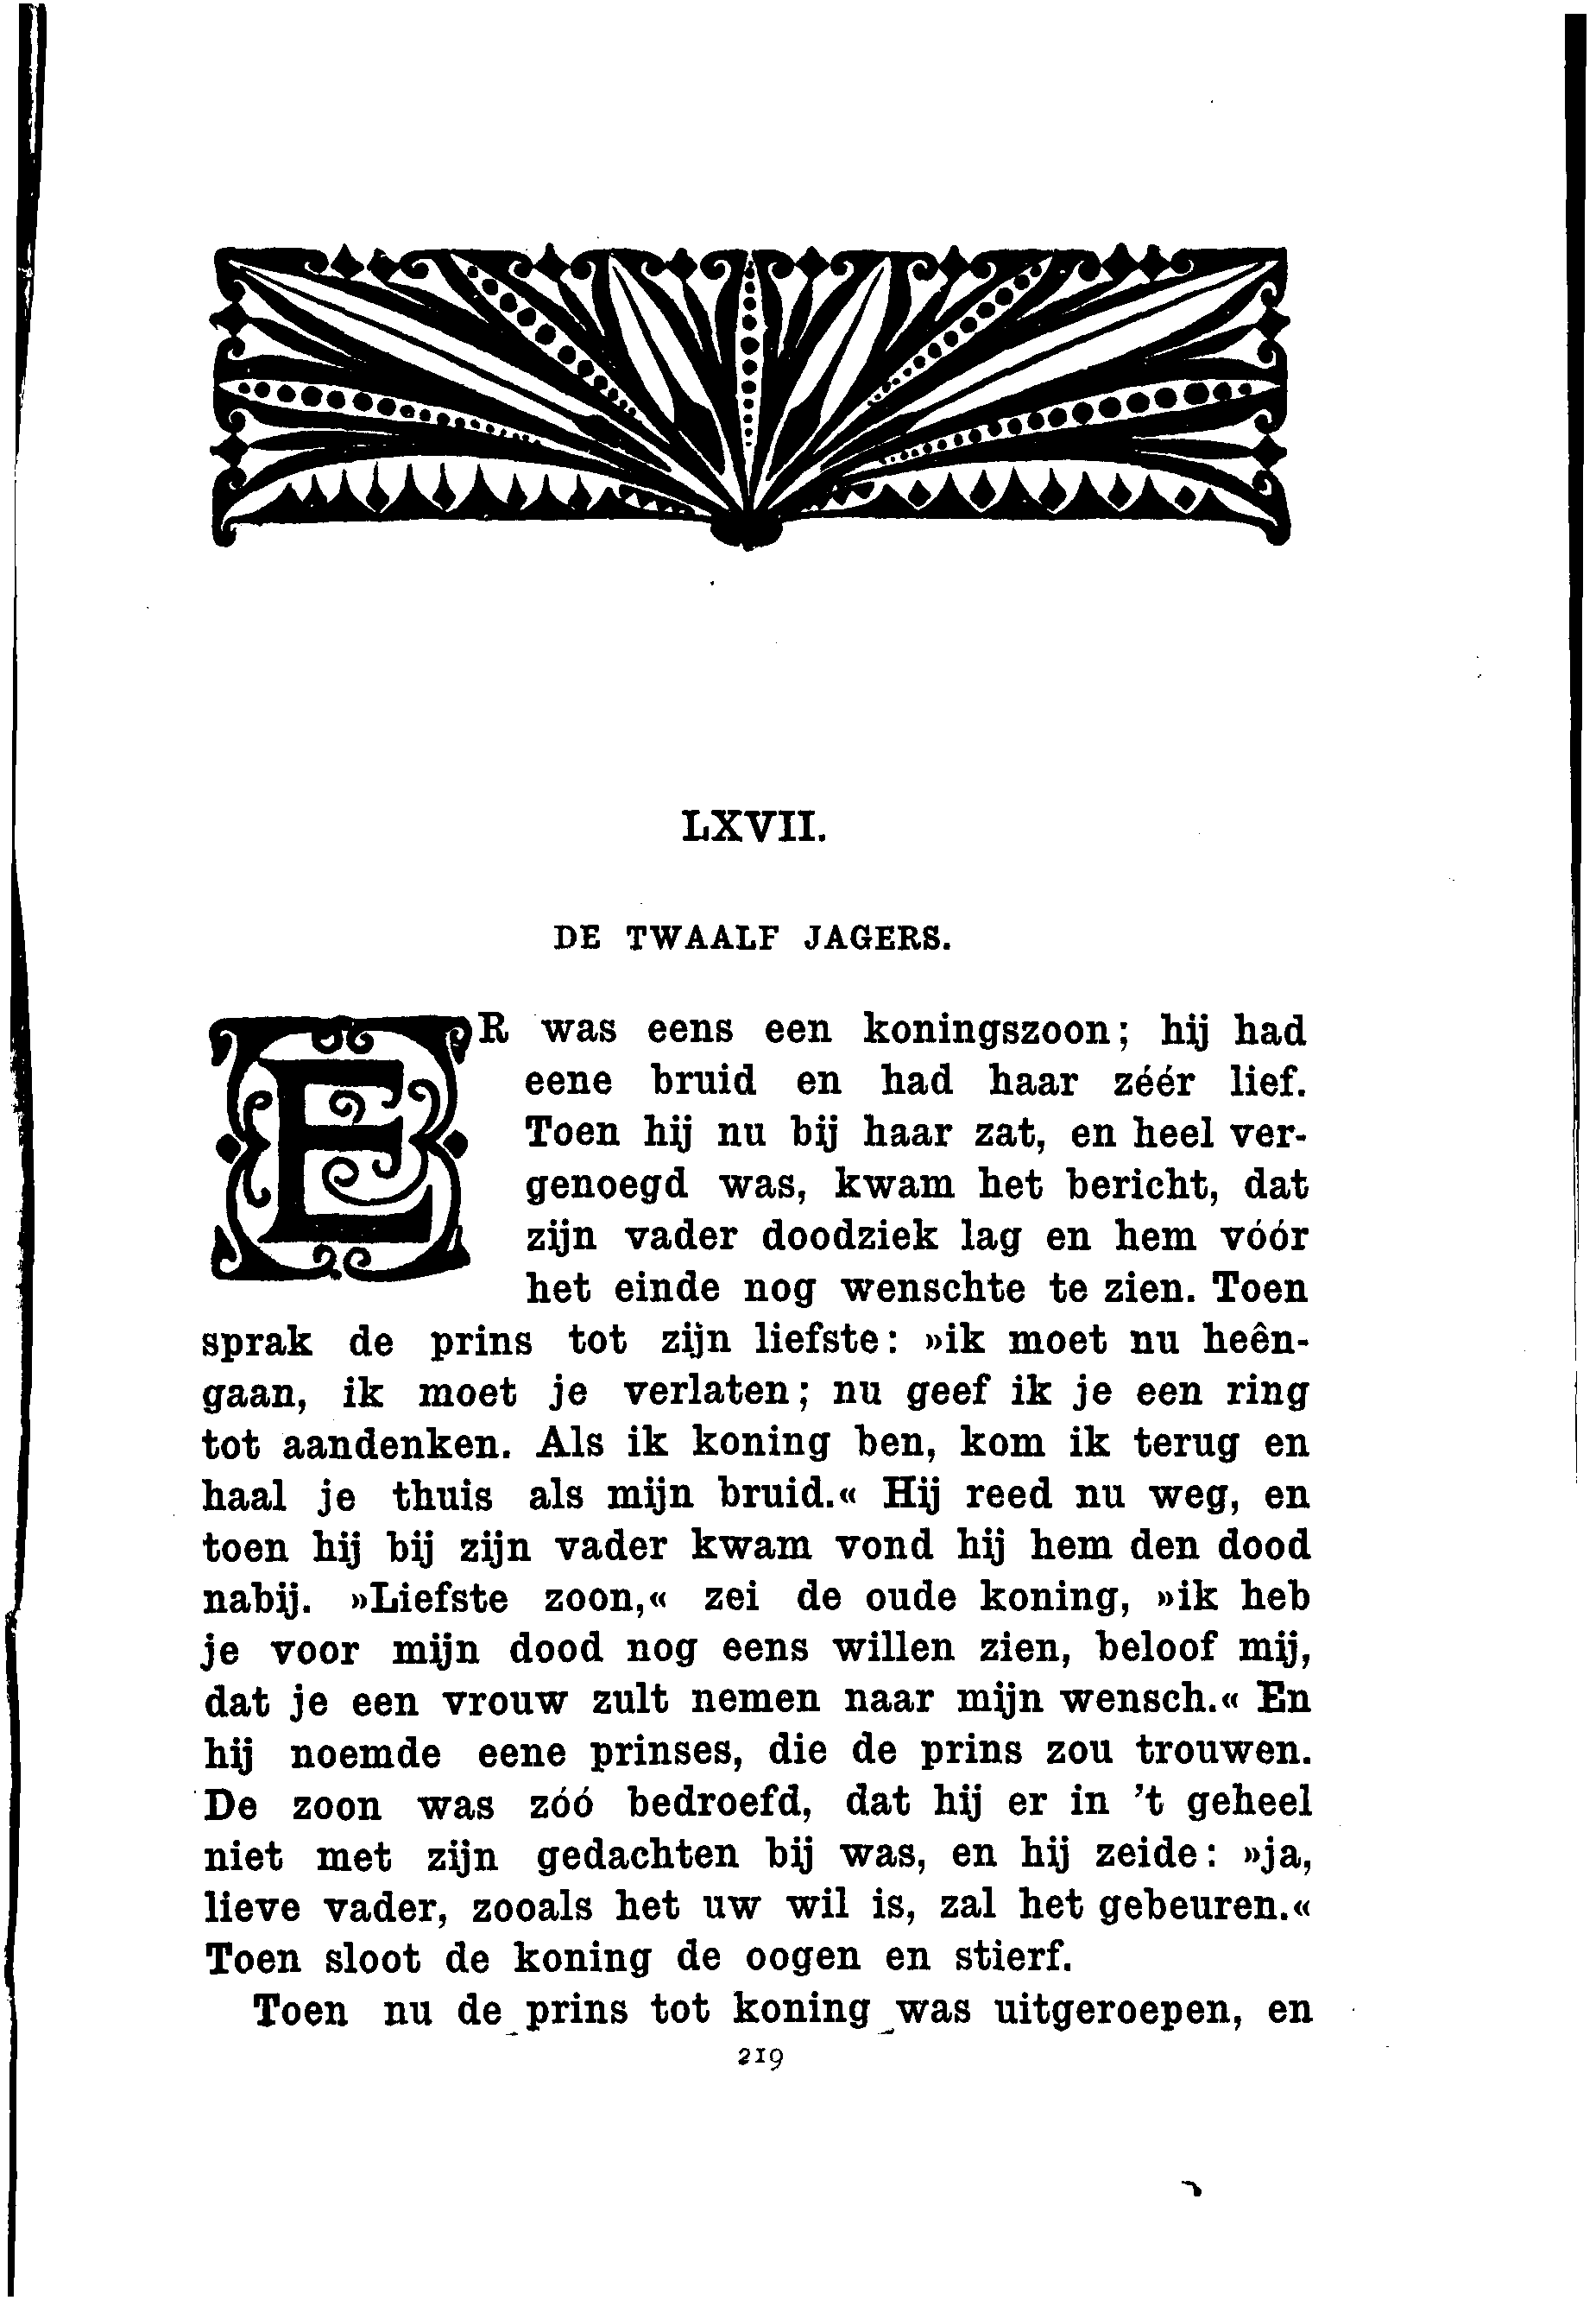 LXVII.
DE TWAALF JAGERS.
ER was eens een koningszoon; hij had
eene bruid en had haar zéér lief.
Toen hij nu bij haar zat, en heel ver-
genoegd was, kwam het bericht, dat
zijn vader doodziek lag en hem vóór
het einde nog wenschte te zien. Toen
sprak de prins tot zijn liefste: »ik moet nu heên-
gaan, ik moet je verlaten; nu geef ik je een ring
tot aandenken. Als ik koning ben, kom ik terug en
haal je thuis als mijn bruid.« Hij reed nu weg, en
toen hij bij zijn vader kwam vond hij hem den dood
nabij. »Liefste zoon,« zei de oude koning, »ik heb
je voor mijn dood nog eens willen zien, beloof mij,
dat je een vrouw zult nemen naar mijn wensch.« En
hij noemde eene prinses, die de prins zou trouwen.
De zoon was zóó bedroefd, dat hij er in 't geheel
niet met zijn gedachten bij was, en hij zeide: »ja,
lieve vader, zooals het uw wil is, zal het gebeuren.«
Toen sloot de koning de oogen en stierf.
Toen nu de prins tot koning was uitgeroepen, en
219